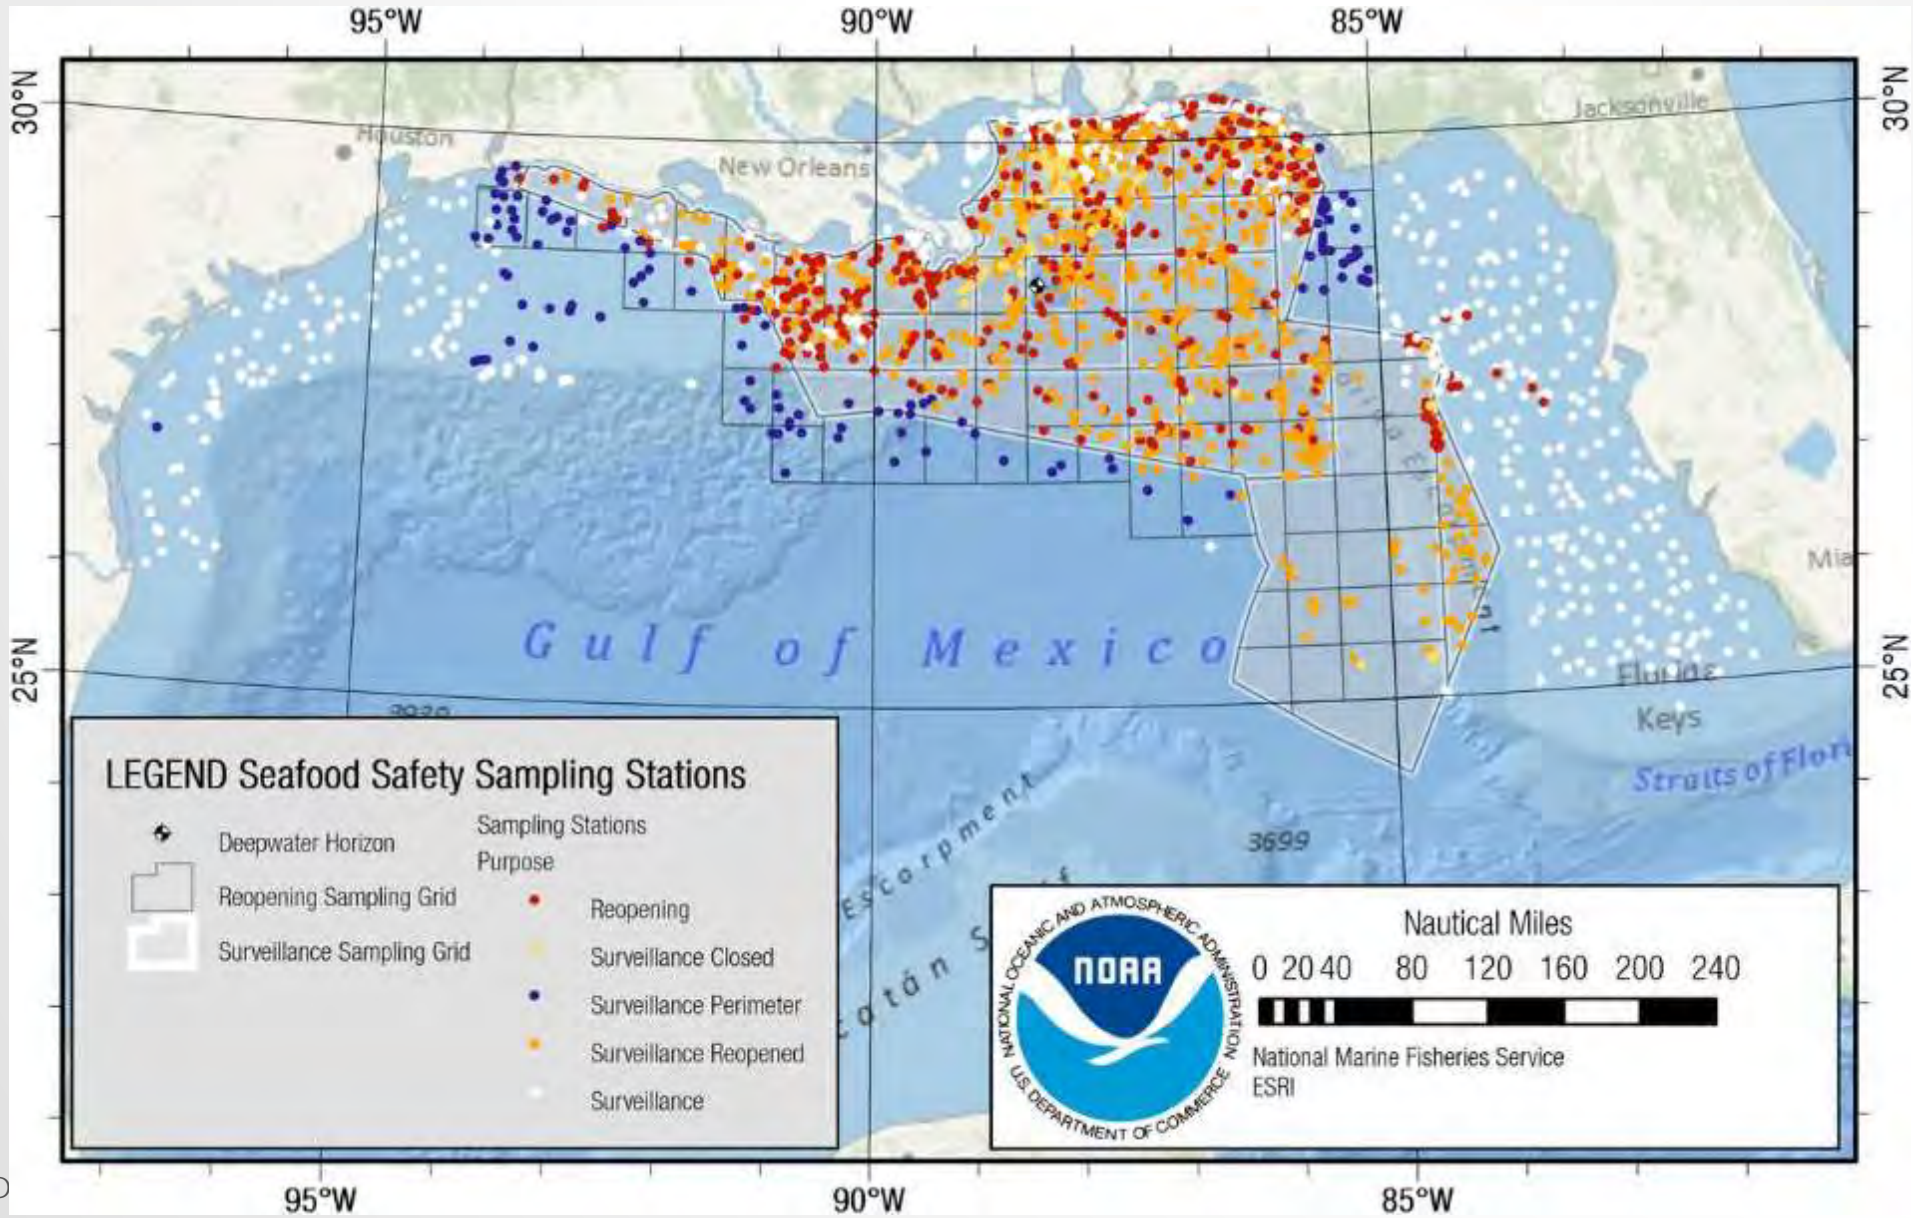 95°W 90°W 85°W
30°N 30°N
Jacksonville
Houston
New Orleans
Mia
Gulf of Mexico
25°N 25°N
Keys
Straits of Flori
Escarpment
3699
catán S
LEGEND Seafood Safety Sampling Stations
Deepwater Horizon
Reopening Sampling Grid
Surveillance Sampling Grid
Sampling Stations
Purpose
Reopening
Surveillance Closed
Surveillance Perimeter
Surveillance Reopened
Surveillance
NATIONAL OCEANIC AND ATMOSPHERIC ADMINISTRATION
NOAA
U.S. DEPARTMENT OF COMMERCE
Nautical Miles
0 20 40 80 120 160 200 240
National Marine Fisheries Service
ESRI
95°W 90°W 85°W